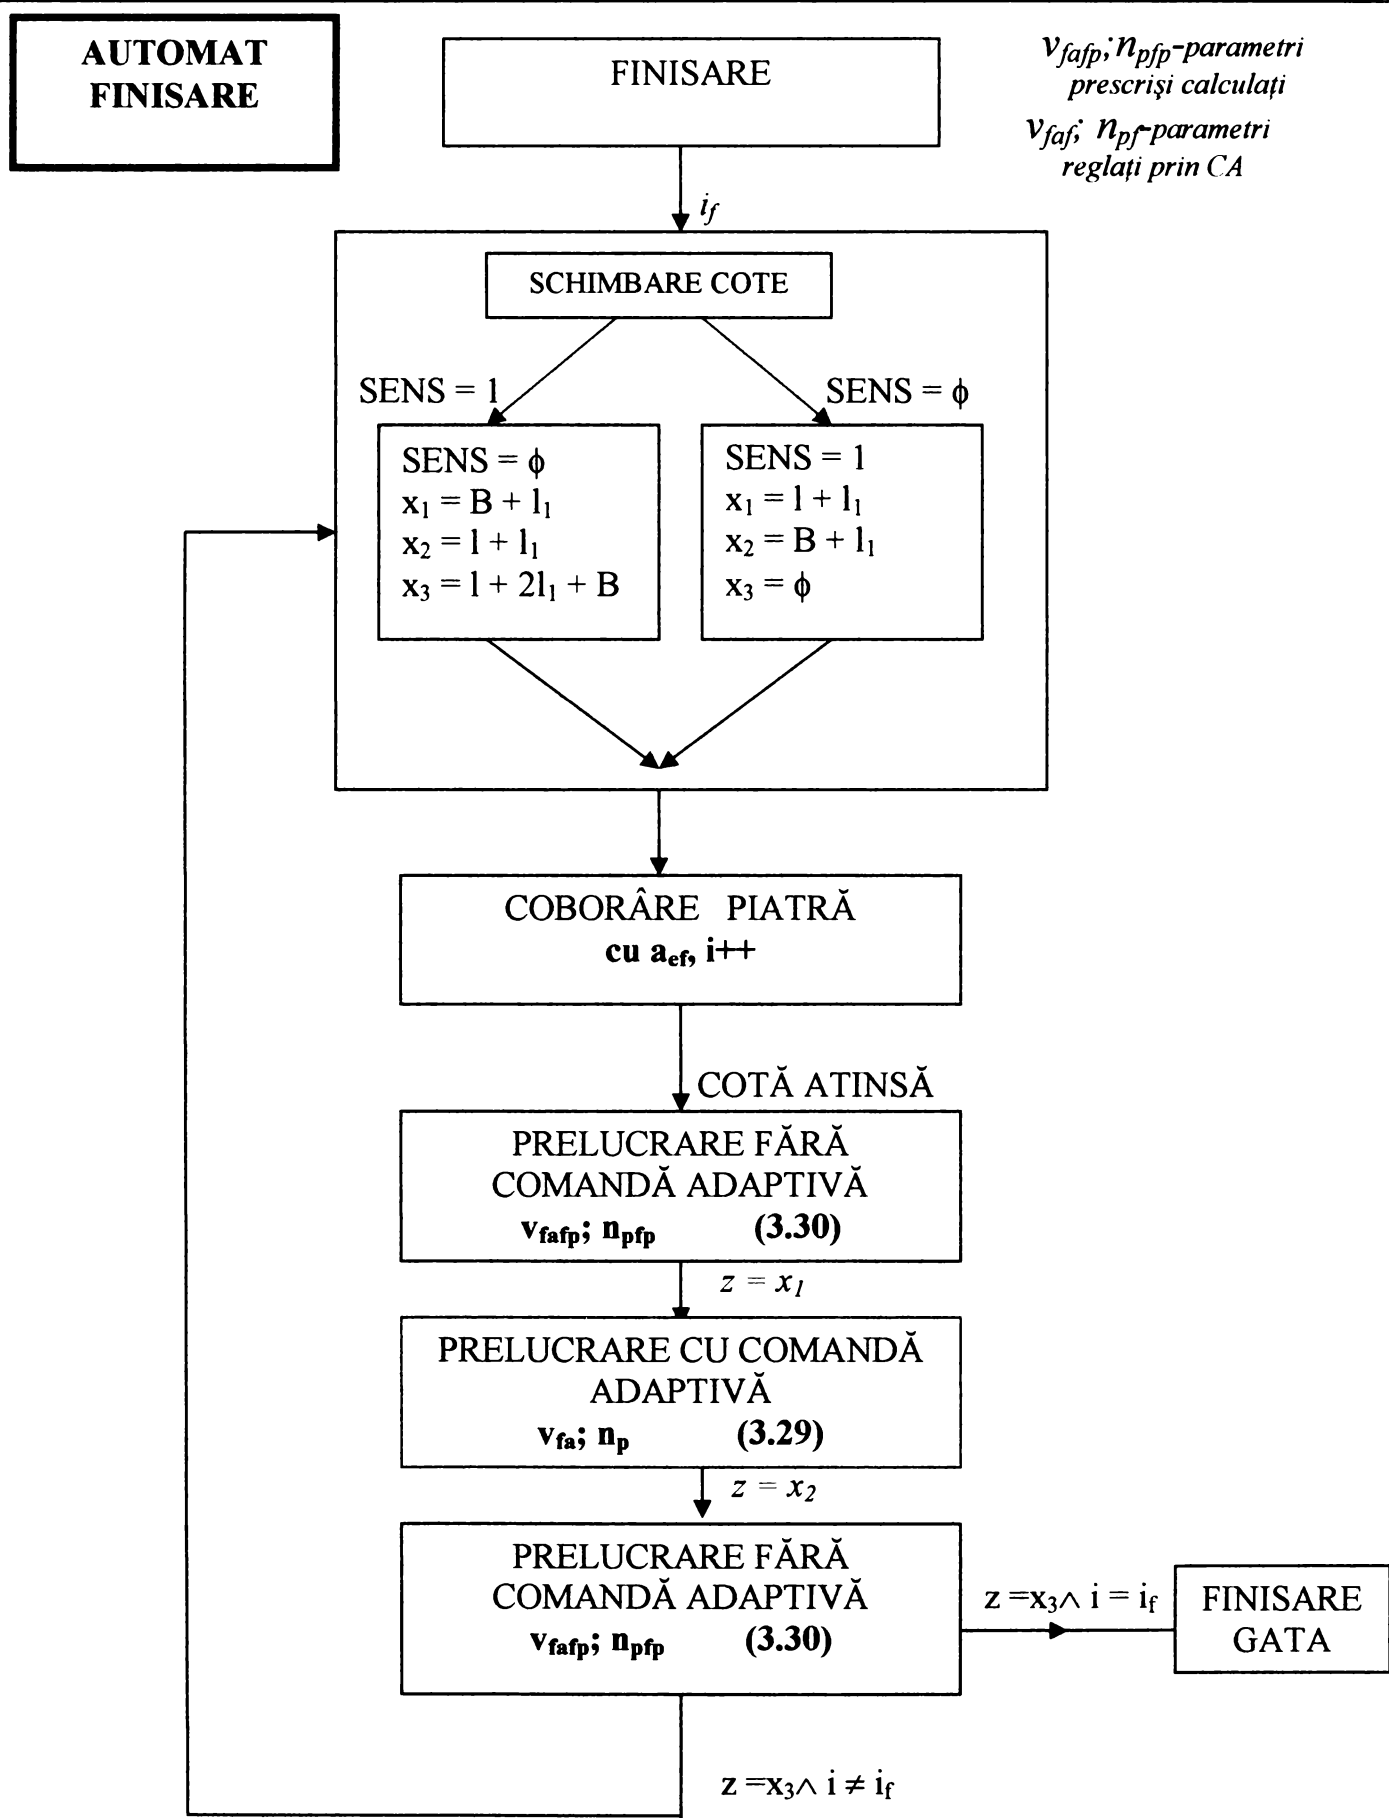 AUTOMAT
FINISARE
FINISARE
v_fafp; n_pfp-parametri
prescrişi calculați
v_faf; n_pf-parametri
reglați prin CA
i_f
SCHIMBARE COTE
SENS = 1
SENS = ϕ
SENS = ϕ
x₁ = B + l₁
x₂ = l + l₁
x₃ = l + 2l₁ + B
SENS = 1
x₁ = l + l₁
x₂ = B + l₁
x₃ = ϕ
COBORÂRE PIATRĂ
cu a_ef, i++
COTĂ ATINSĂ
PRELUCRARE FĂRĂ
COMANDĂ ADAPTIVĂ
v_fafp; n_pfp (3.30)
z = x₁
PRELUCRARE CU COMANDĂ
ADAPTIVĂ
v_fa; n_p (3.29)
z = x₂
PRELUCRARE FĂRĂ
COMANDĂ ADAPTIVĂ
v_fafp; n_pfp (3.30)
z =x₃∧ i = i_f
FINISARE
GATA
z =x₃∧ i ≠ i_f